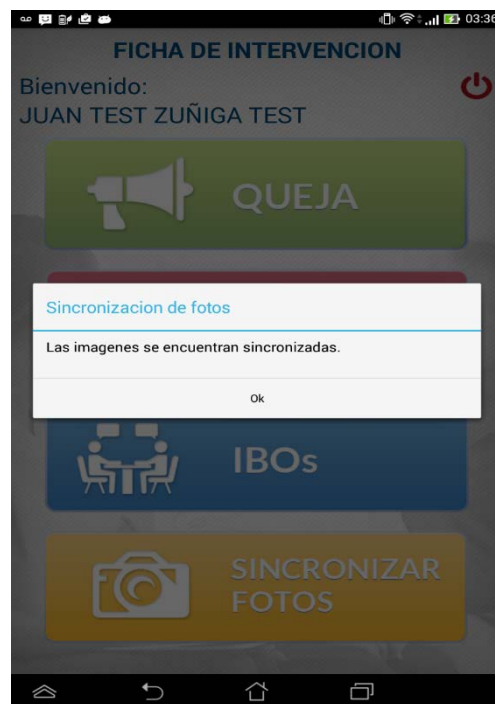 03:36
FICHA DE INTERVENCION
Bienvenido:
JUAN TEST ZUÑIGA TEST
QUEJA
Sincronizacion de fotos
Las imagenes se encuentran sincronizadas.
Ok
IBOs
SINCRONIZAR
FOTOS